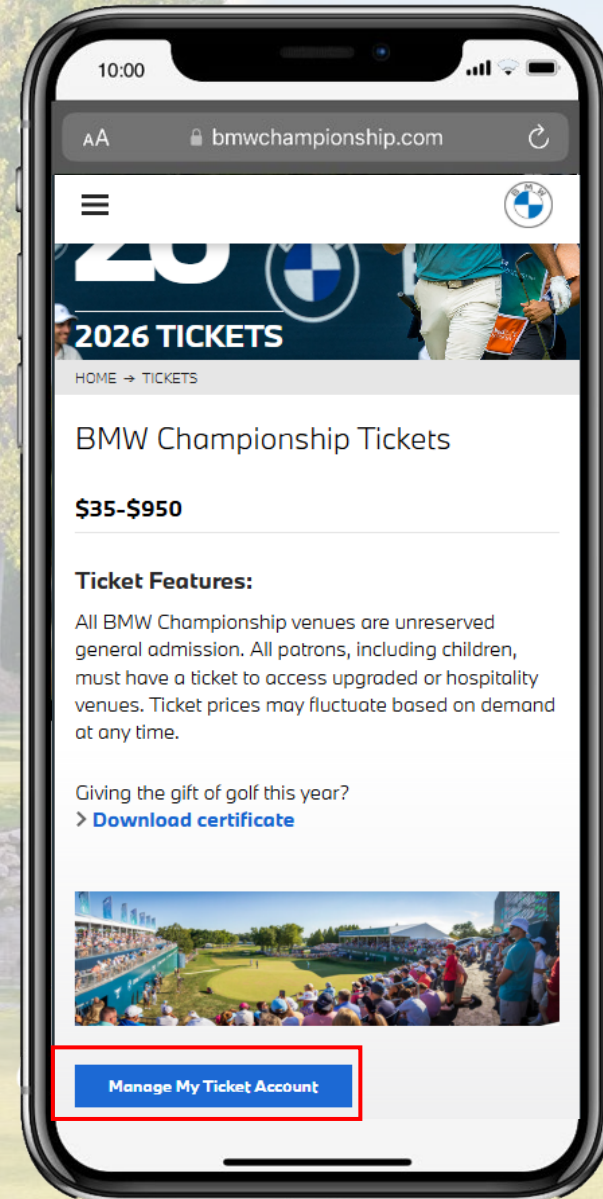 10:00
AA
bmwchampionship.com
BMW
2026 TICKETS
HOME → TICKETS
BMW Championship Tickets
$35-$950
Ticket Features:
All BMW Championship venues are unreserved
general admission. All patrons, including children,
must have a ticket to access upgraded or hospitality
venues. Ticket prices may fluctuate based on demand
at any time.
Giving the gift of golf this year?
> Download certificate
Manage My Ticket Account